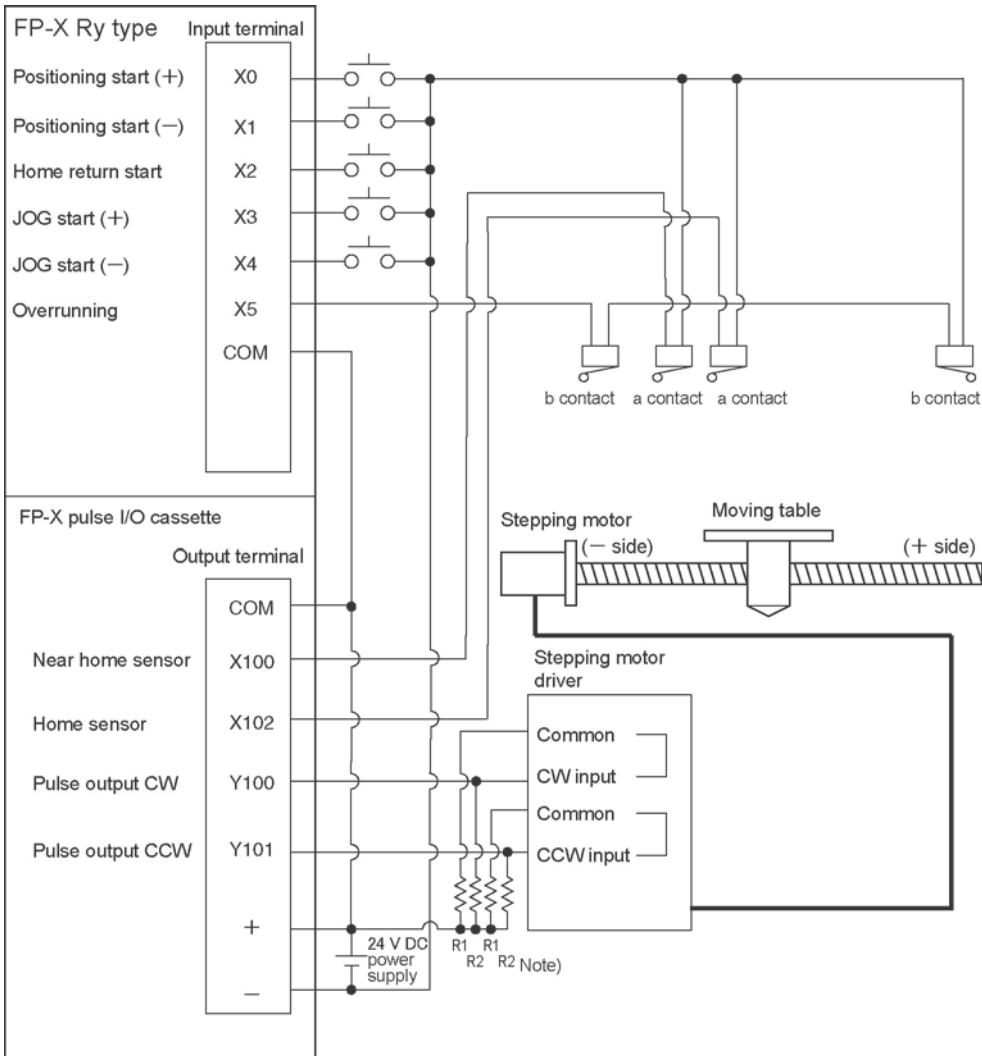 FP-X Ry type
Input terminal
Positioning start (+)
X0
Positioning start (−)
X1
Home return start
X2
JOG start (+)
X3
JOG start (−)
X4
Overrunning
X5
COM
b contact
a contact
a contact
b contact
FP-X pulse I/O cassette
Output terminal
Stepping motor
Moving table
(− side)
(+ side)
COM
Near home sensor
X100
Home sensor
X102
Pulse output CW
Y100
Pulse output CCW
Y101
+
−
Stepping motor
driver
Common
CW input
Common
CCW input
24 V DC
power
supply
R1
R2
R1
R2 Note)